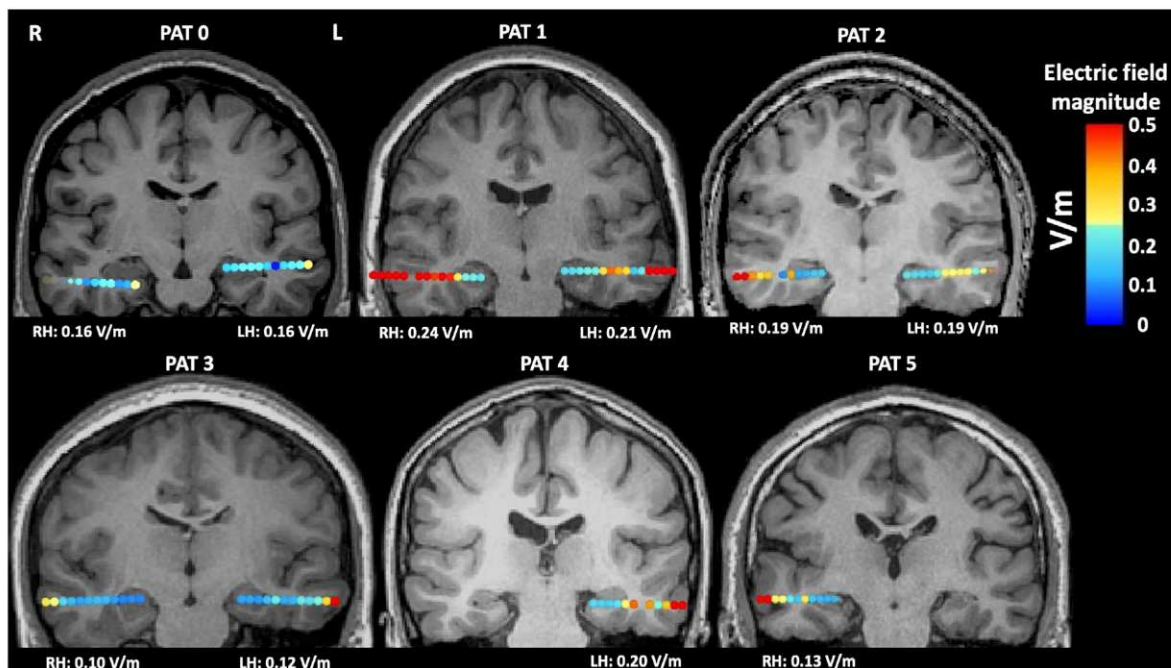 R
PAT 0
L
PAT 1
PAT 2
Electric field
magnitude
0.5
0.4
0.3
0.2
0.1
0
V/m
RH: 0.16 V/m
LH: 0.16 V/m
RH: 0.24 V/m
LH: 0.21 V/m
RH: 0.19 V/m
LH: 0.19 V/m
PAT 3
PAT 4
PAT 5
RH: 0.10 V/m
LH: 0.12 V/m
LH: 0.20 V/m
RH: 0.13 V/m